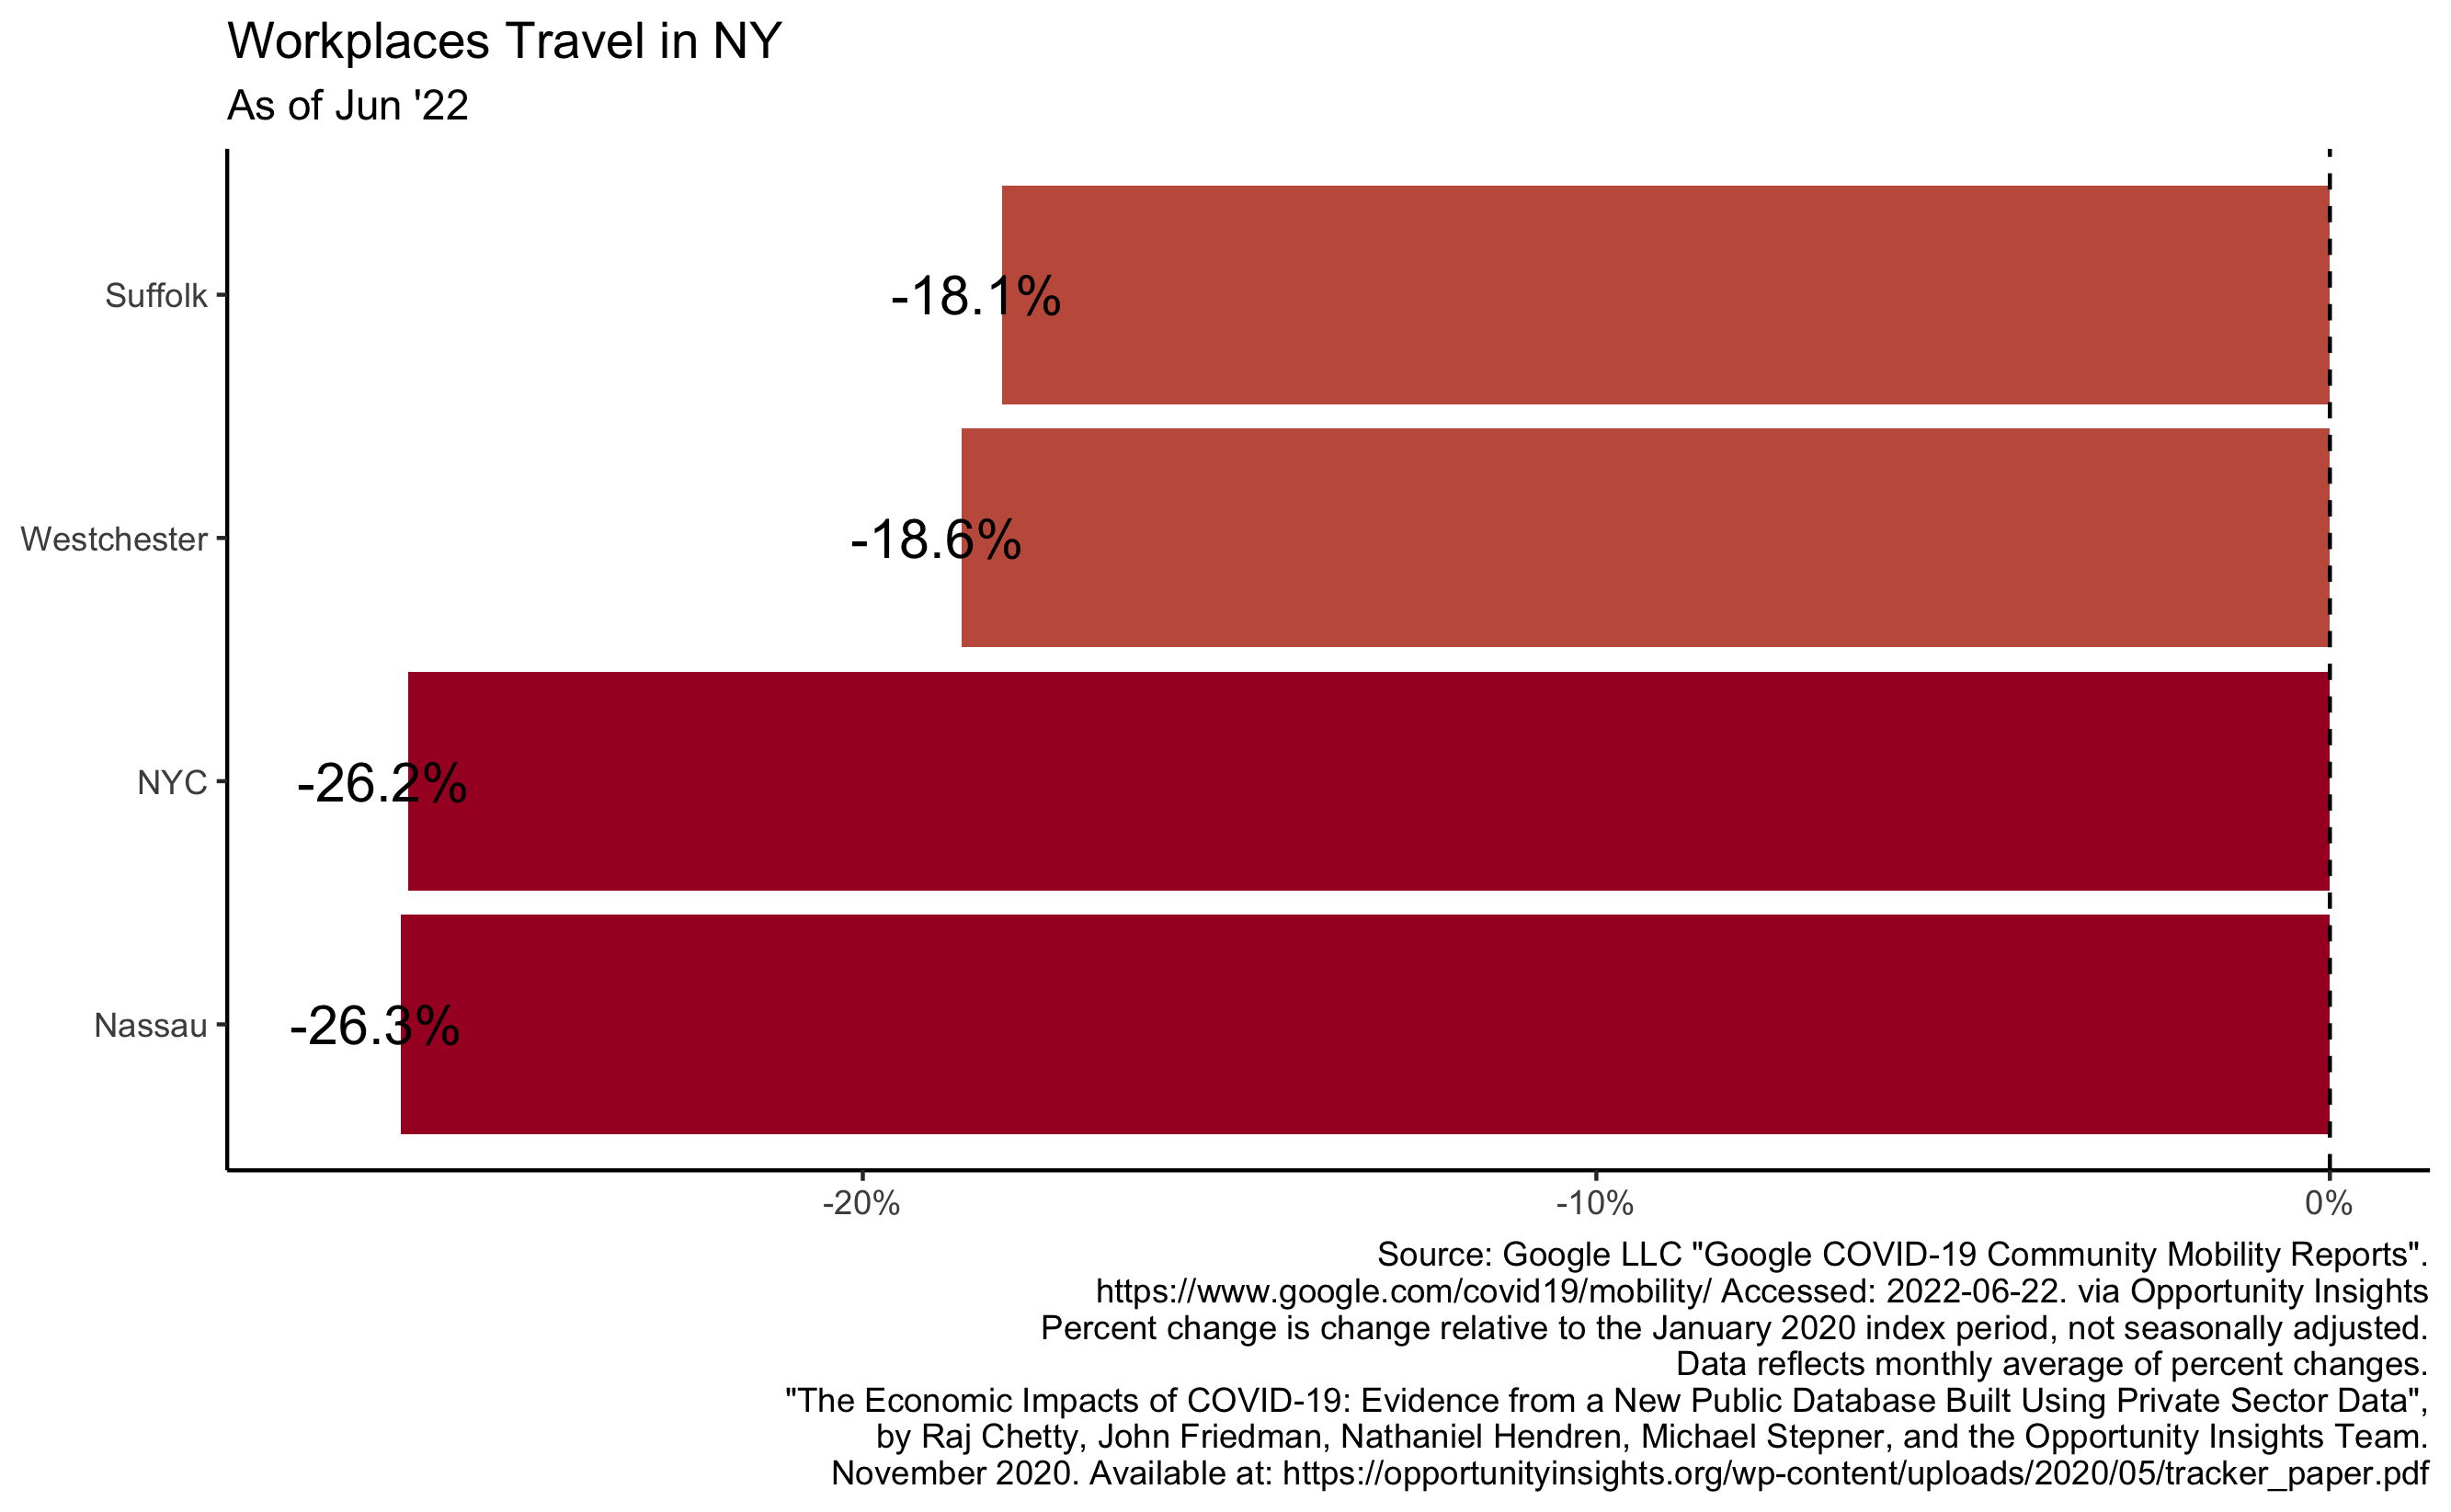 Workplaces Travel in NY
As of Jun '22
Suffolk
-18.1%
Westchester
-18.6%
NYC
-26.2%
Nassau
-26.3%
-20%
-10%
0%
Source: Google LLC "Google COVID-19 Community Mobility Reports".
https://www.google.com/covid19/mobility/ Accessed: 2022-06-22. via Opportunity Insights
Percent change is change relative to the January 2020 index period, not seasonally adjusted.
Data reflects monthly average of percent changes.
"The Economic Impacts of COVID-19: Evidence from a New Public Database Built Using Private Sector Data",
by Raj Chetty, John Friedman, Nathaniel Hendren, Michael Stepner, and the Opportunity Insights Team.
November 2020. Available at: https://opportunityinsights.org/wp-content/uploads/2020/05/tracker_paper.pdf